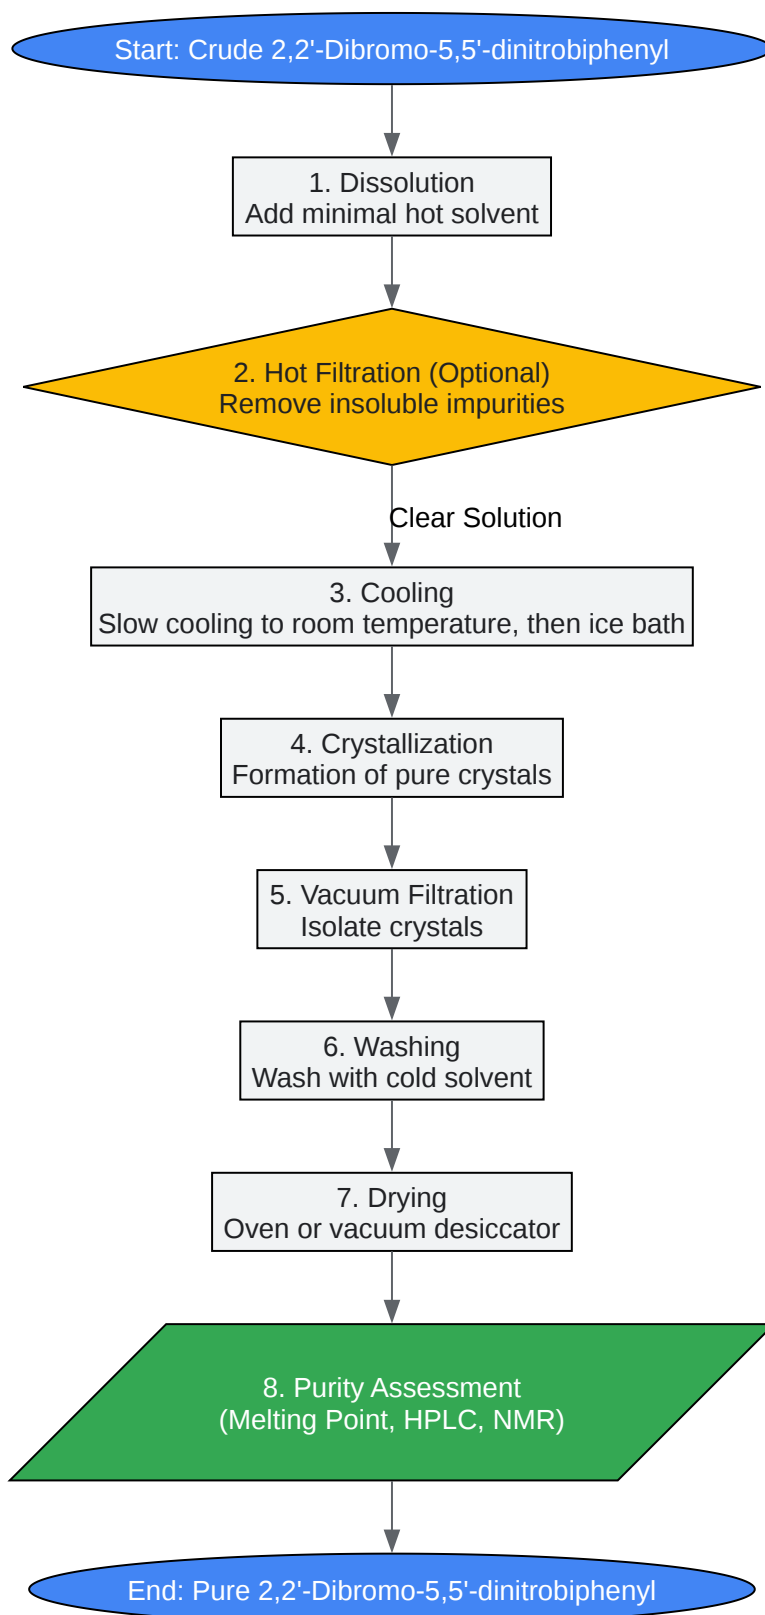 Start: Crude 2,2'-Dibromo-5,5'-dinitrobiphenyl
1. Dissolution
Add minimal hot solvent
2. Hot Filtration (Optional)
Remove insoluble impurities
Clear Solution
3. Cooling
Slow cooling to room temperature, then ice bath
4. Crystallization
Formation of pure crystals
5. Vacuum Filtration
Isolate crystals
6. Washing
Wash with cold solvent
7. Drying
Oven or vacuum desiccator
8. Purity Assessment
(Melting Point, HPLC, NMR)
End: Pure 2,2'-Dibromo-5,5'-dinitrobiphenyl